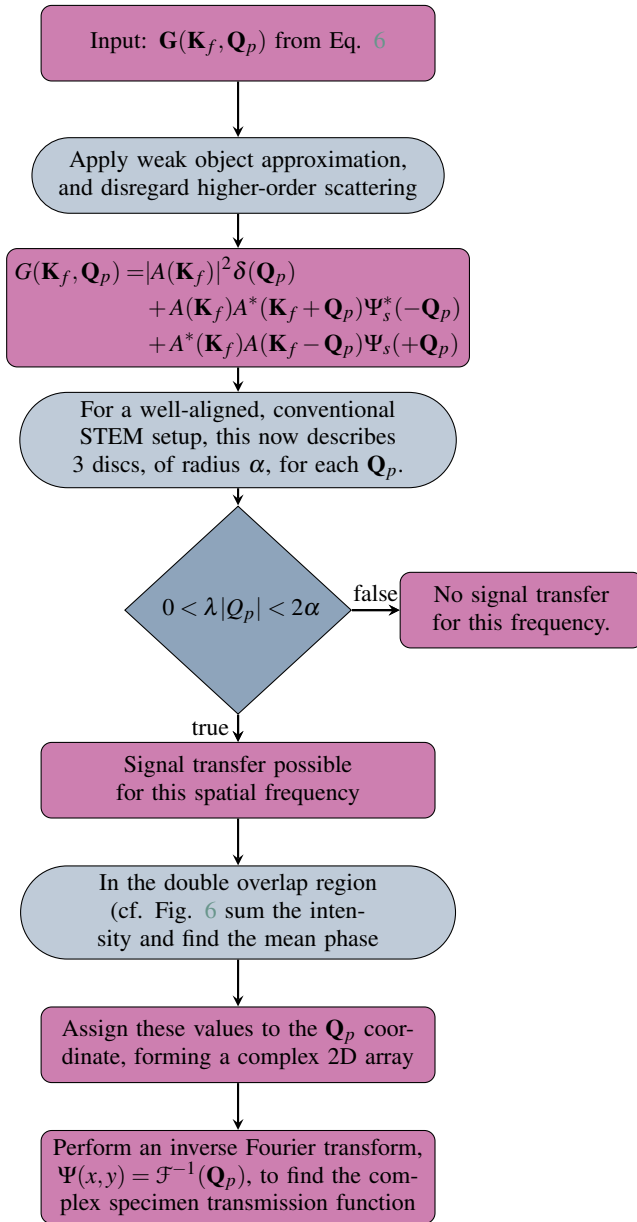 Input: G(K_f, Q_p) from Eq. 6
Apply weak object approximation,
and disregard higher-order scattering
G(K_f, Q_p) = |A(K_f)|² δ(Q_p)
+ A(K_f)A*(K_f + Q_p)Ψ_s*(−Q_p)
+ A*(K_f)A(K_f − Q_p)Ψ_s(+Q_p)
For a well-aligned, conventional
STEM setup, this now describes
3 discs, of radius α, for each Q_p.
0 < λ|Q_p| < 2α
false
No signal transfer
for this frequency.
true
Signal transfer possible
for this spatial frequency
In the double overlap region
(cf. Fig. 6 sum the inten-
sity and find the mean phase
Assign these values to the Q_p coor-
dinate, forming a complex 2D array
Perform an inverse Fourier transform,
Ψ(x, y) = ℱ⁻¹(Q_p), to find the com-
plex specimen transmission function